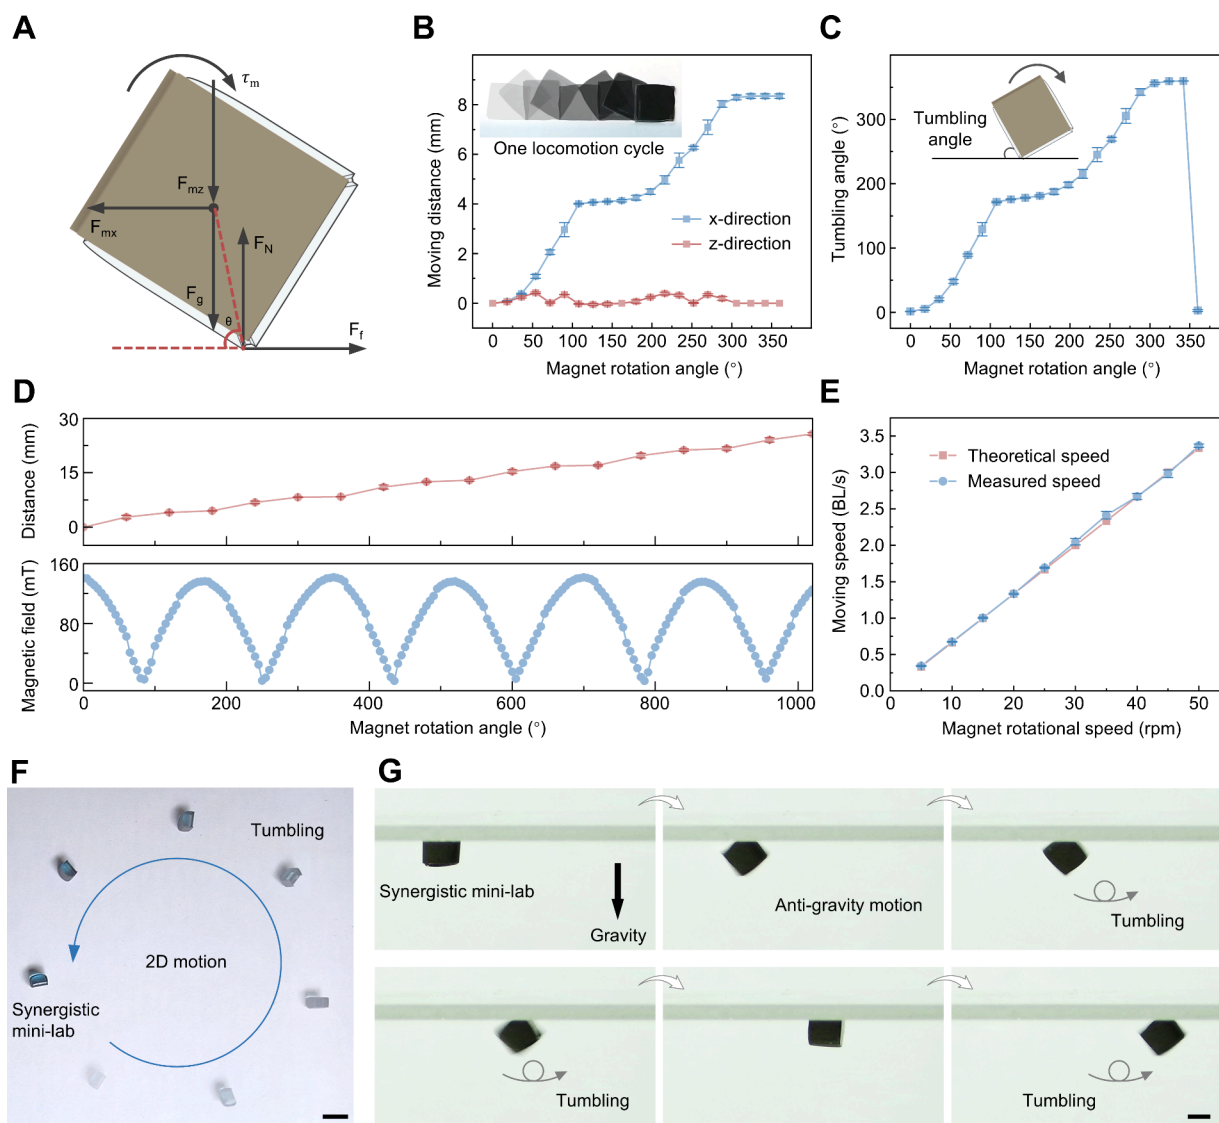 A
τm
Fmz
Fmx
FN
Fg
θ
Ff
B
Moving distance (mm)
8
6
4
2
0
One locomotion cycle
x-direction
z-direction
0 50 100 150 200 250 300 350
Magnet rotation angle (°)
C
Tumbling angle (°)
300
200
100
0
Tumbling
angle
0 50 100 150 200 250 300 350
Magnet rotation angle (°)
D
Distance (mm)
30
15
0
Magnetic field (mT)
160
80
0
0 200 400 600 800 1000
Magnet rotation angle (°)
E
Moving speed (BL/s)
3.5
3.0
2.5
2.0
1.5
1.0
0.5
0.0
Theoretical speed
Measured speed
0 10 20 30 40 50
Magnet rotational speed (rpm)
F
Tumbling
2D motion
Synergistic
mini-lab
G
Synergistic mini-lab
Gravity
Anti-gravity motion
Tumbling
Tumbling
Tumbling